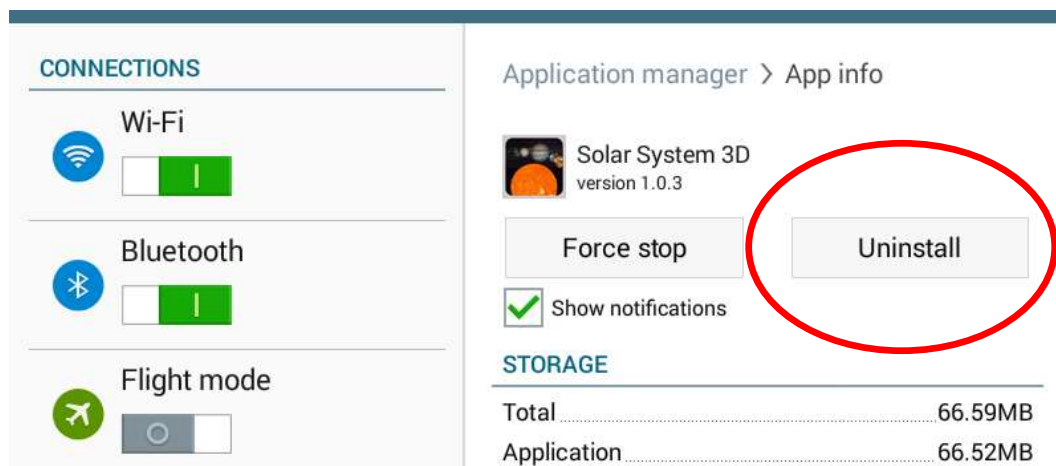 CONNECTIONS
Wi-Fi
Bluetooth
Flight mode
Application manager > App info
Solar System 3D
version 1.0.3
Force stop
Uninstall
Show notifications
STORAGE
Total 66.59MB
Application 66.52MB